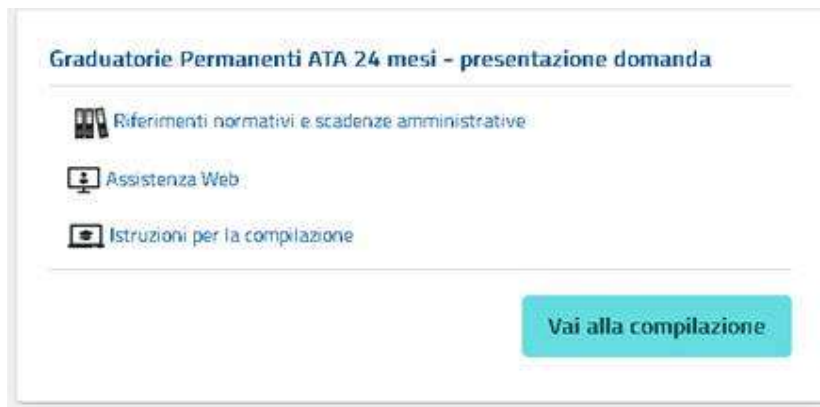 Graduatorie Permanenti ATA 24 mesi - presentazione domanda
Riferimenti normativi e scadenze amministrative
Assistenza Web
Istruzioni per la compilazione
Vai alla compilazione